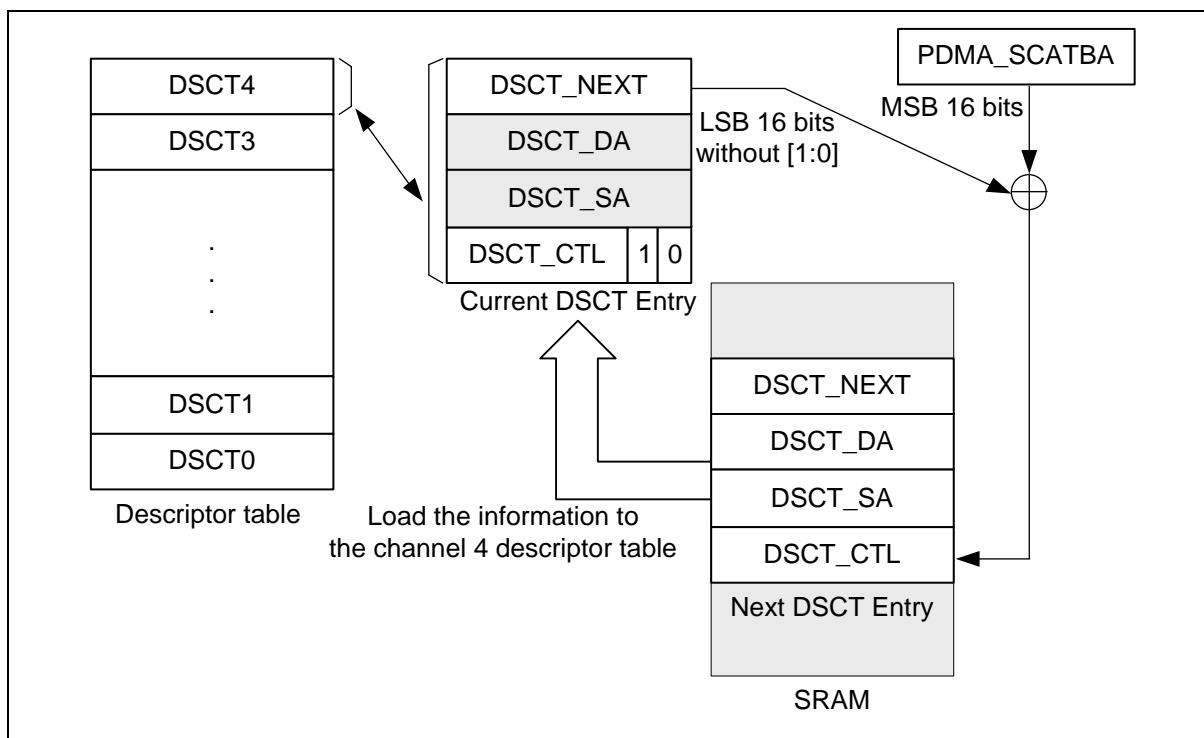 DSCT4
DSCT3
.
.
.
DSCT1
DSCT0
Descriptor table
DSCT_NEXT
DSCT_DA
DSCT_SA
DSCT_CTL 1 0
Current DSCT Entry
LSB 16 bits
without [1:0]
PDMA_SCATBA
MSB 16 bits
Load the information to
the channel 4 descriptor table
DSCT_NEXT
DSCT_DA
DSCT_SA
DSCT_CTL
Next DSCT Entry
SRAM